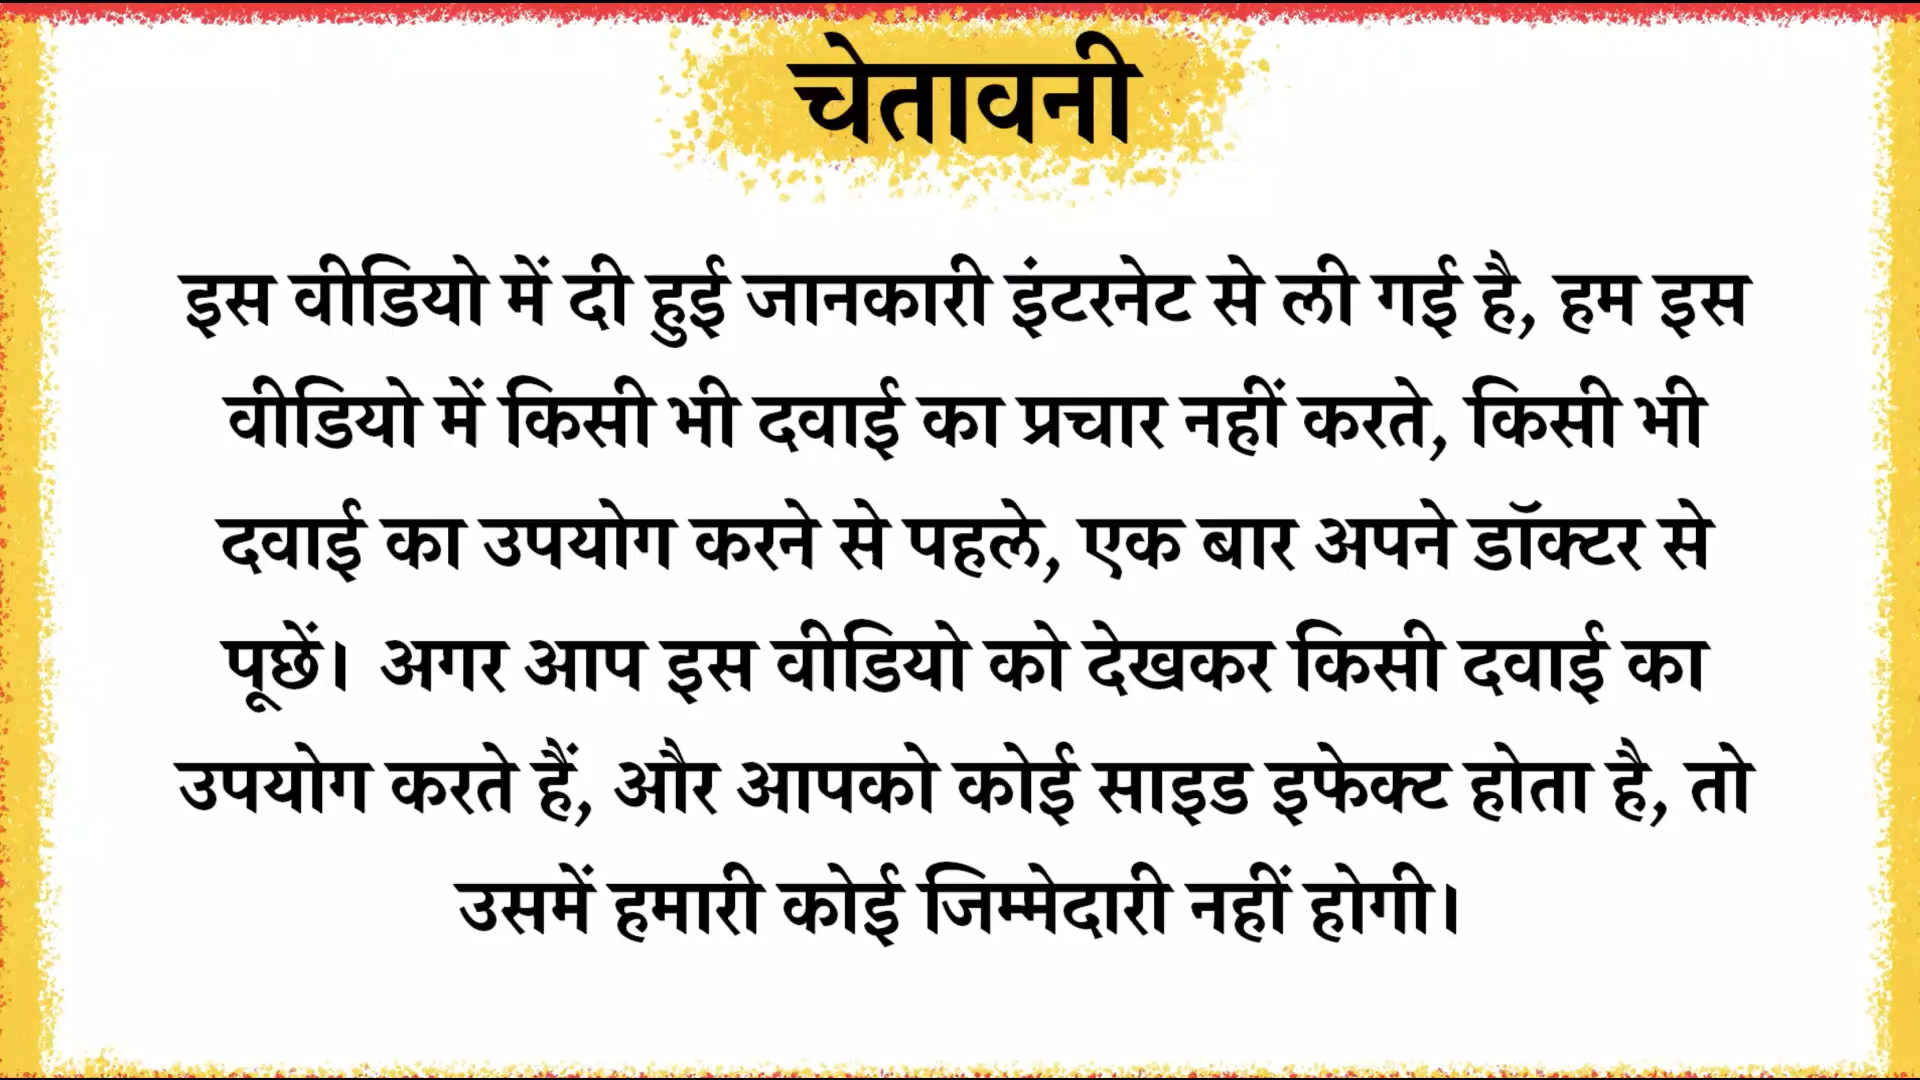 चेतावनी
इस वीडियो में दी हुई जानकारी इंटरनेट से ली गई है, हम इस
वीडियो में किसी भी दवाई का प्रचार नहीं करते, किसी भी
दवाई का उपयोग करने से पहले, एक बार अपने डॉक्टर से
पूछें। अगर आप इस वीडियो को देखकर किसी दवाई का
उपयोग करते हैं, और आपको कोई साइड इफेक्ट होता है, तो
उसमें हमारी कोई जिम्मेदारी नहीं होगी।